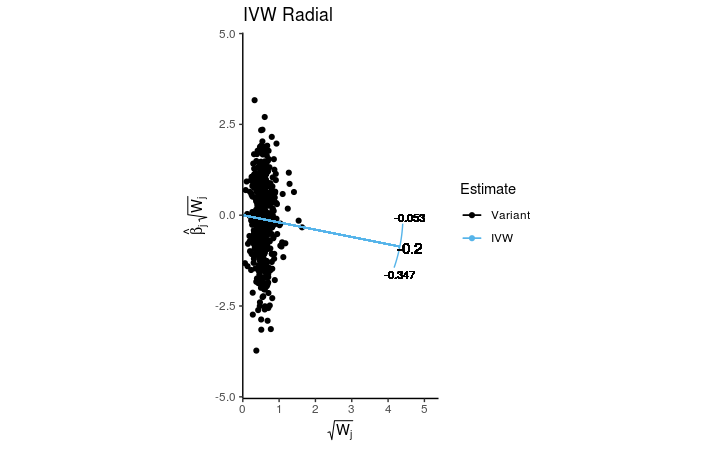 IVW Radial
5.0
2.5
0.0
-2.5
-5.0
β̂j√Wj
0 1 2 3 4 5
√Wj
-0.053
-0.2
-0.347
Estimate
Variant
IVW